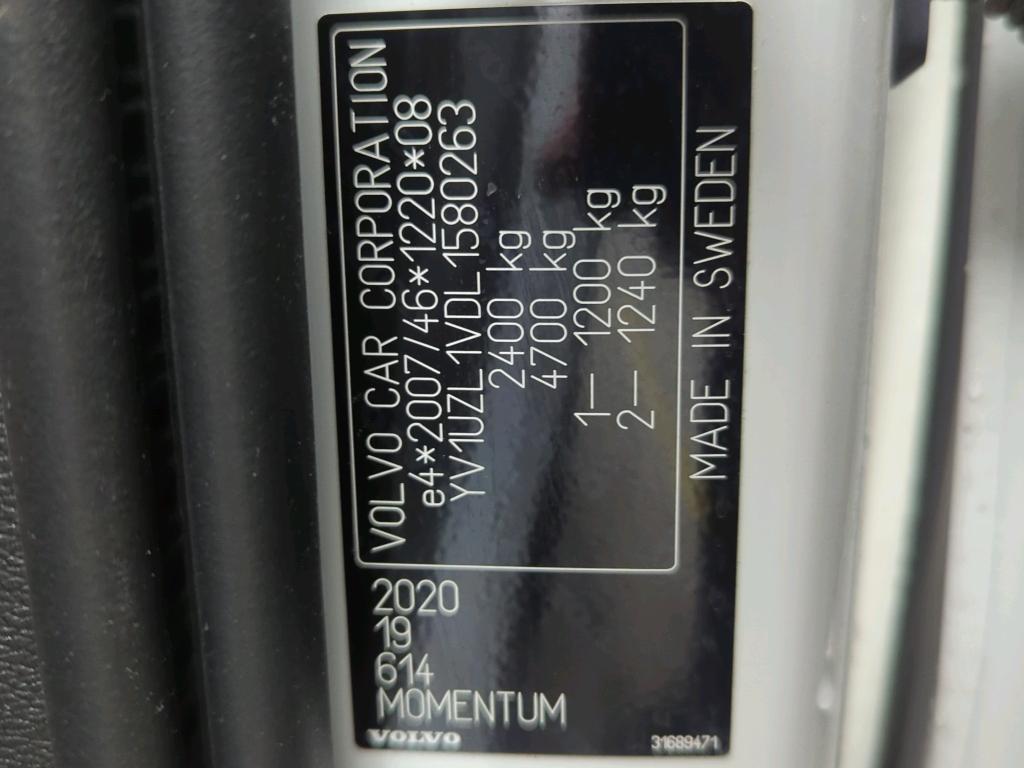 VOLVO CAR CORPORATION
e4*2007/46*1220*08
YV1UZL1VDL1580263
2400 kg
4700 kg
1– 1200 kg
2– 1240 kg
MADE IN SWEDEN
2020
19
614
MOMENTUM
VOLVO
31689471